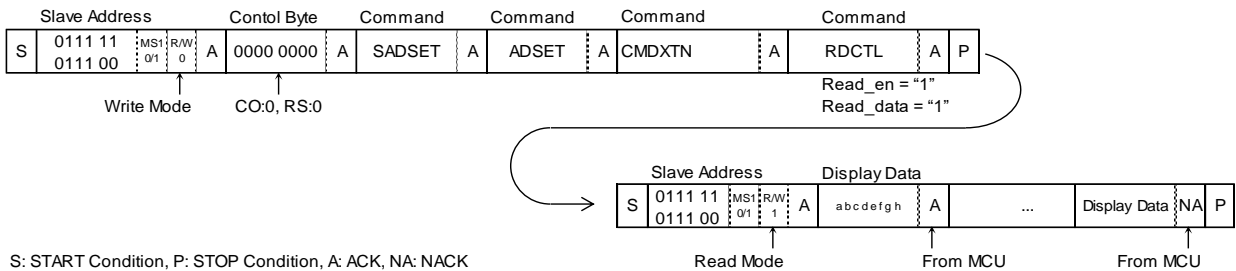 Slave Address Contol Byte Command Command Command Command
S 0111 11 0111 00 MS1 0/1 R/W 0 A 0000 0000 A SADSET A ADSET A CMDXTN A RDCTL A P
Write Mode CO:0, RS:0 Read_en = “1”
Read_data = “1”
Slave Address Display Data
S 0111 11 0111 00 MS1 0/1 R/W 1 A a b c d e f g h A ... Display Data NA P
S: START Condition, P: STOP Condition, A: ACK, NA: NACK Read Mode From MCU From MCU